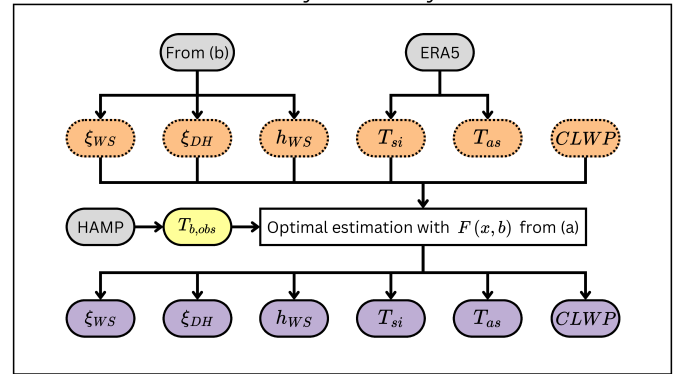 From (b) ERA5
ξ_WS ξ_DH h_WS T_si T_as CLWP
HAMP T_b,obs Optimal estimation with F(x, b) from (a)
ξ_WS ξ_DH h_WS T_si T_as CLWP